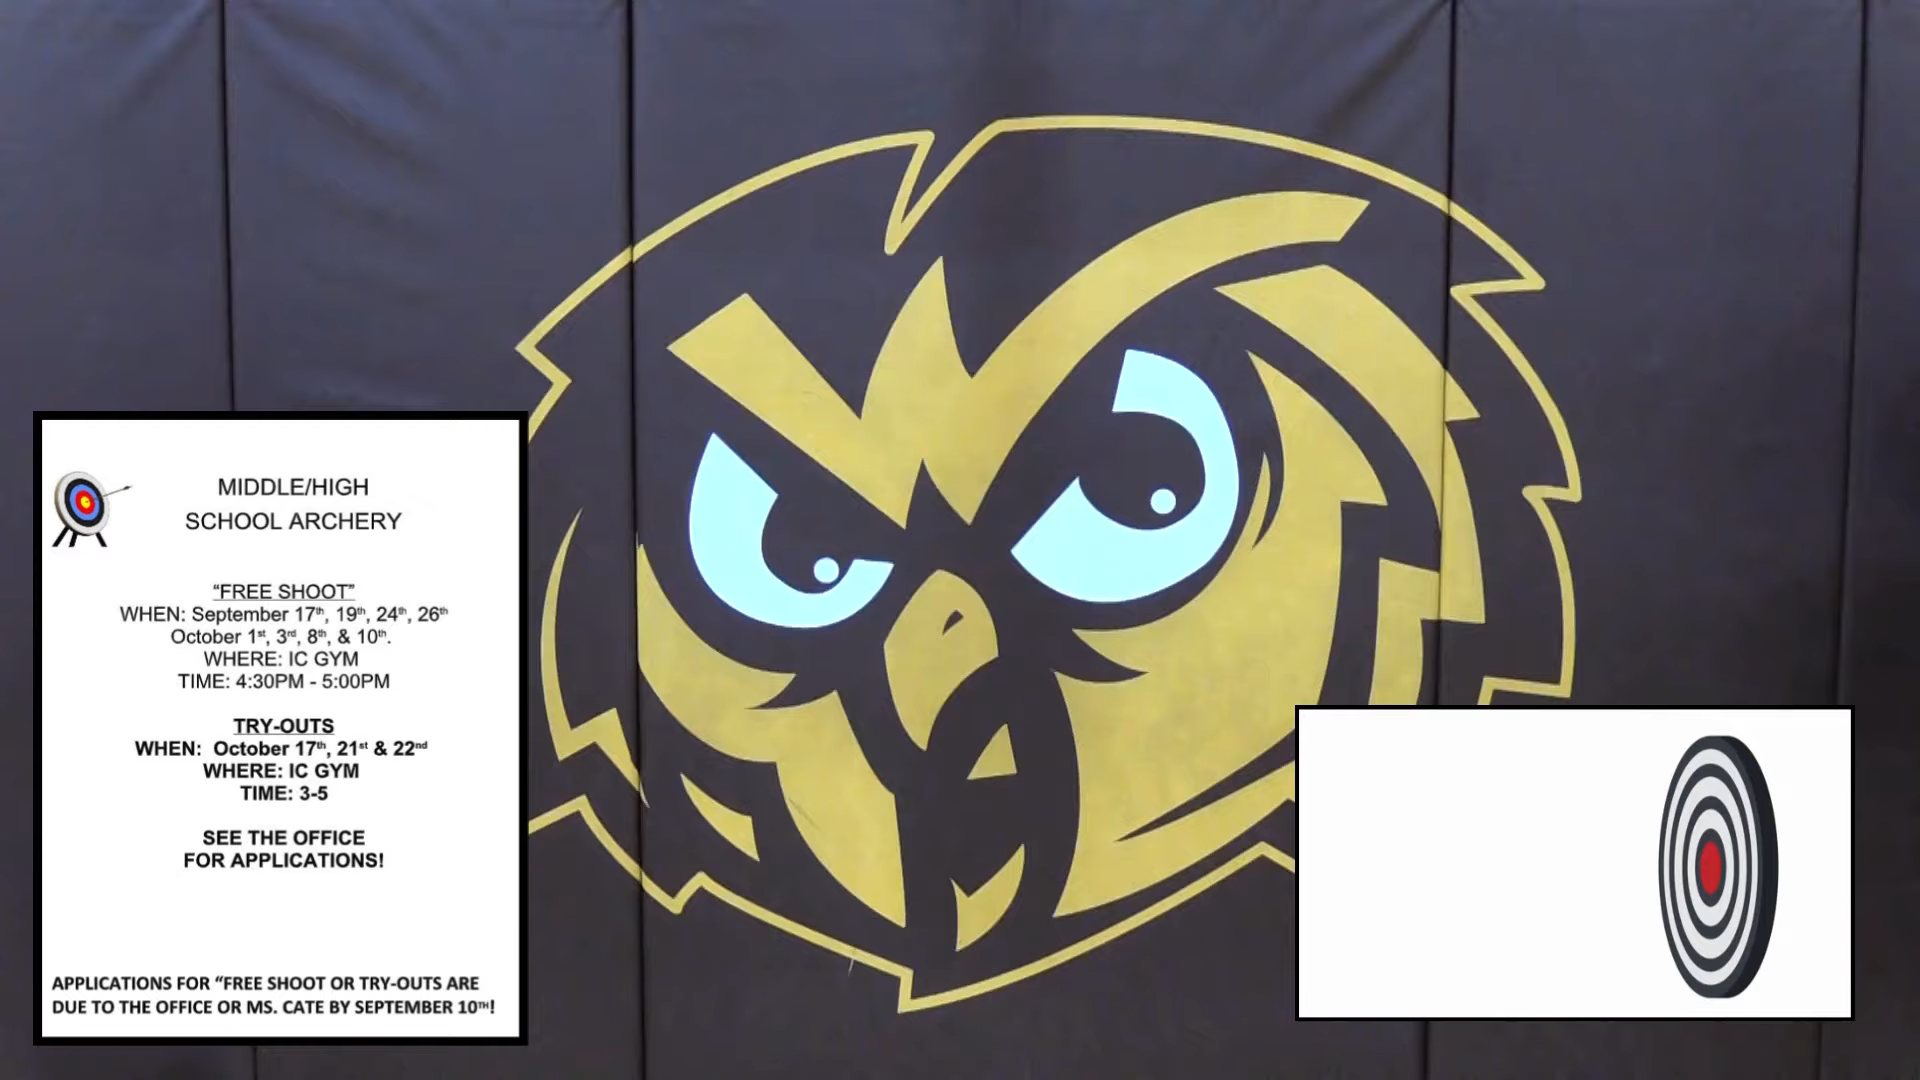 MIDDLE/HIGH
SCHOOL ARCHERY
“FREE SHOOT”
WHEN: September 17th, 19th, 24th, 26th
October 1st, 3rd, 8th, & 10th.
WHERE: IC GYM
TIME: 4:30PM - 5:00PM
TRY-OUTS
WHEN: October 17th, 21st & 22nd
WHERE: IC GYM
TIME: 3-5
SEE THE OFFICE
FOR APPLICATIONS!
APPLICATIONS FOR “FREE SHOOT OR TRY-OUTS ARE
DUE TO THE OFFICE OR MS. CATE BY SEPTEMBER 10TH!